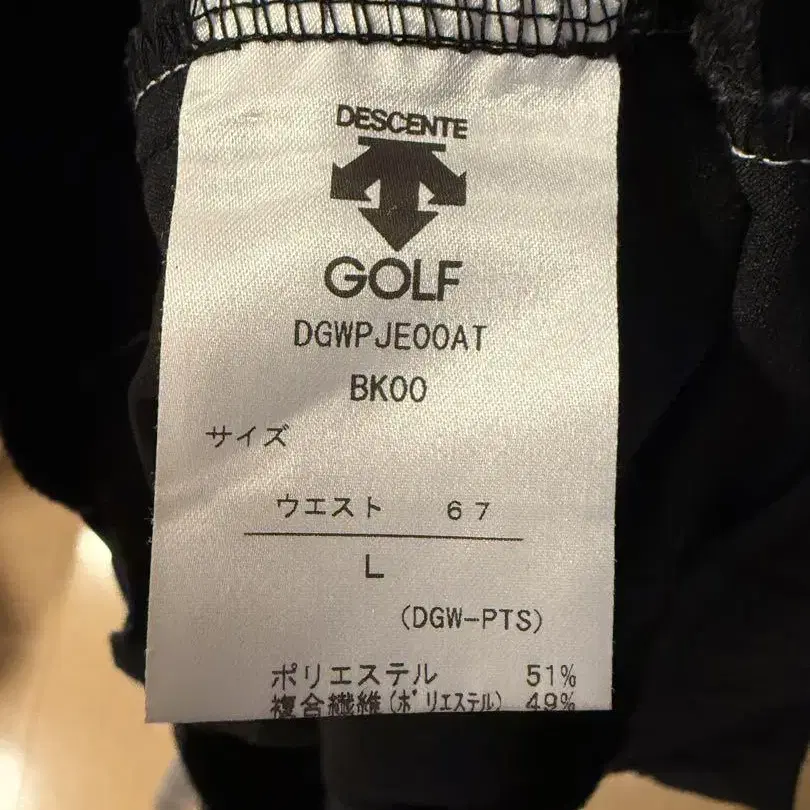 DESCENTE
GOLF
DGWPJE00AT
BK00
サイズ
ウエスト 67
L
(DGW-PTS)
ポリエステル 51%
複合繊維(ポリエステル) 49%